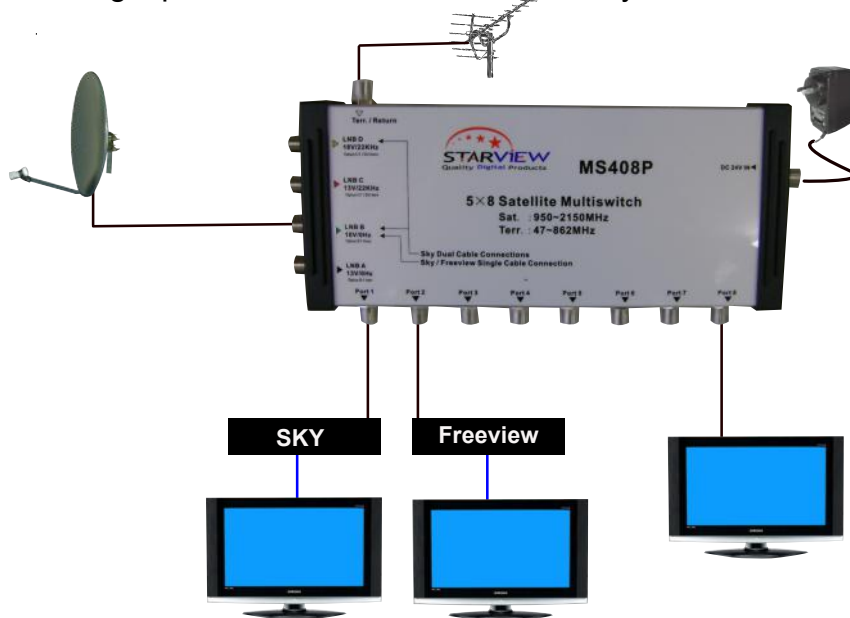 Terr. / Return
LNB D
18V/22KHz
LNB C
13V/22KHz
LNB B
18V/0Hz
LNB A
13V/0Hz
STARVIEW
Quality Digital Products
MS408P
DC 24V IN
5×8 Satellite Multiswitch
Sat. : 950~2150MHz
Terr. : 47~862MHz
Sky Dual Cable Connections
Sky / Freeview Single Cable Connection
Port 1
Port 2
Port 3
Port 4
Port 5
Port 6
Port 7
Port 8
SKY
Freeview